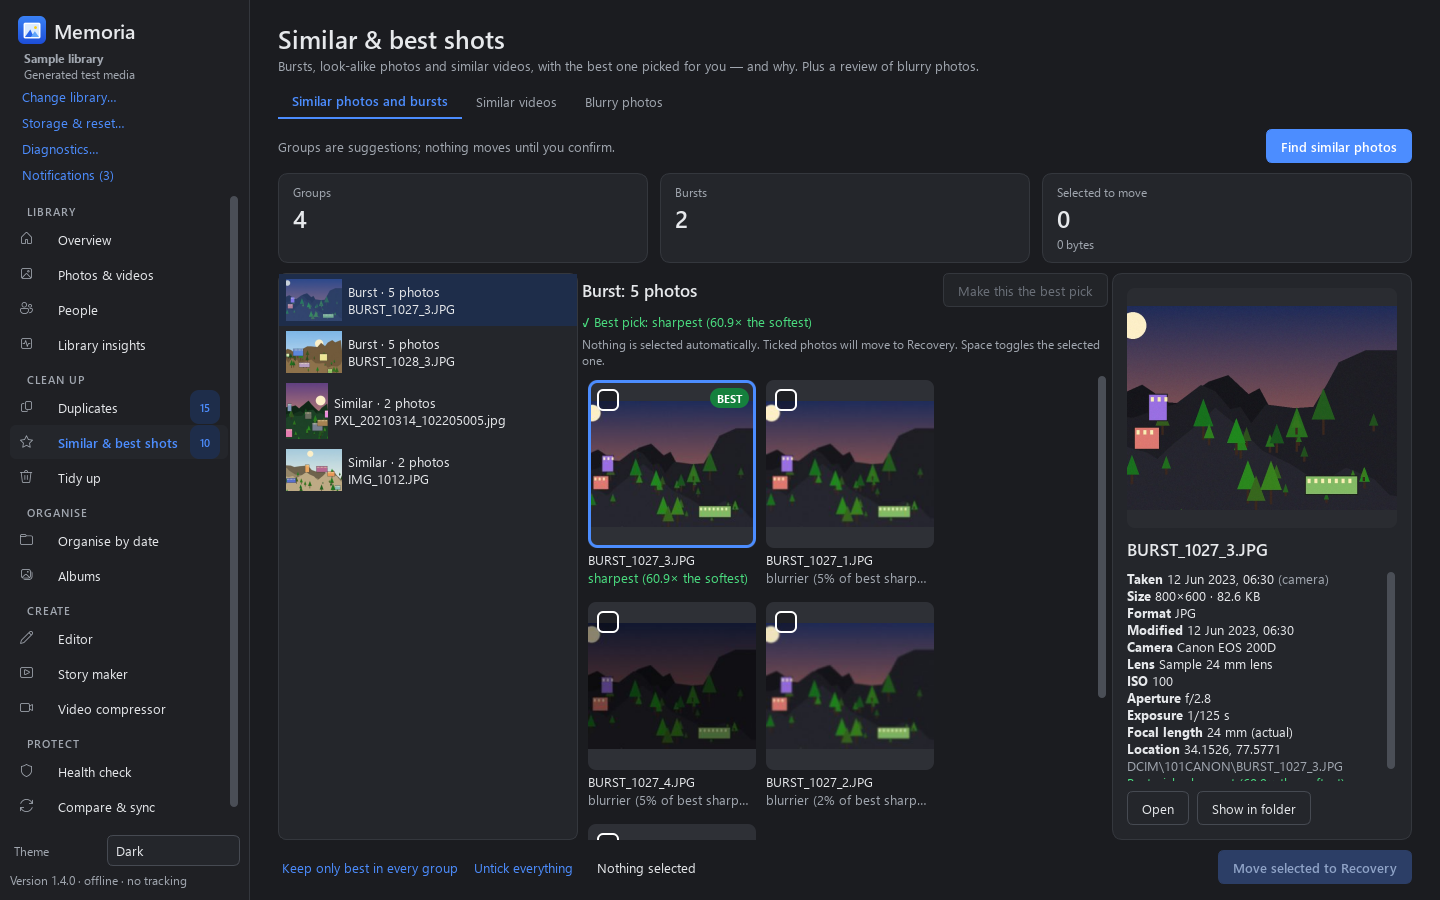 Memoria
Sample library
Generated test media
Change library...
Storage & reset...
Diagnostics...
Notifications (3)
LIBRARY
Overview
Photos & videos
People
Library insights
CLEAN UP
Duplicates 15
Similar & best shots 10
Tidy up
ORGANISE
Organise by date
Albums
CREATE
Editor
Story maker
Video compressor
PROTECT
Health check
Compare & sync
Theme Dark
Version 1.4.0 · offline · no tracking
Similar & best shots
Bursts, look-alike photos and similar videos, with the best one picked for you — and why. Plus a review of blurry photos.
Similar photos and bursts Similar videos Blurry photos
Groups are suggestions; nothing moves until you confirm.
Find similar photos
Groups
4
Bursts
2
Selected to move
0
0 bytes
Burst · 5 photos
BURST_1027_3.JPG
Burst · 5 photos
BURST_1028_3.JPG
Similar · 2 photos
PXL_20210314_102205005.jpg
Similar · 2 photos
IMG_1012.JPG
Burst: 5 photos
Make this the best pick
✓ Best pick: sharpest (60.9× the softest)
Nothing is selected automatically. Ticked photos will move to Recovery. Space toggles the selected
one.
BEST
BURST_1027_3.JPG
sharpest (60.9× the softest)
BURST_1027_1.JPG
blurrier (5% of best sharp...
BURST_1027_4.JPG
blurrier (5% of best sharp...
BURST_1027_2.JPG
blurrier (2% of best sharp...
BURST_1027_3.JPG
Taken 12 Jun 2023, 06:30 (camera)
Size 800×600 · 82.6 KB
Format JPG
Modified 12 Jun 2023, 06:30
Camera Canon EOS 200D
Lens Sample 24 mm lens
ISO 100
Aperture f/2.8
Exposure 1/125 s
Focal length 24 mm (actual)
Location 34.1526, 77.5771
DCIM\101CANON\BURST_1027_3.JPG
Open Show in folder
Keep only best in every group Untick everything Nothing selected
Move selected to Recovery